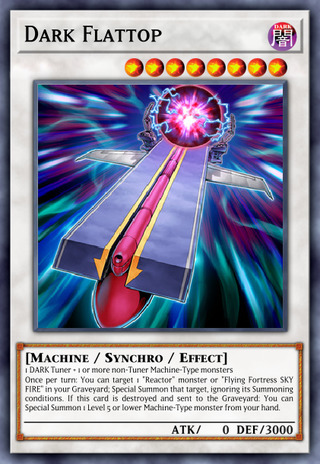 DARK FLATTOP
DARK
闇
[MACHINE / SYNCHRO / EFFECT]
1 DARK Tuner + 1 or more non-Tuner Machine-Type monsters
Once per turn: You can target 1 "Reactor" monster or "Flying Fortress SKY
FIRE" in your Graveyard; Special Summon that target, ignoring its Summoning
conditions. If this card is destroyed and sent to the Graveyard: You can
Special Summon 1 Level 5 or lower Machine-Type monster from your hand.
ATK/ 0 DEF/3000